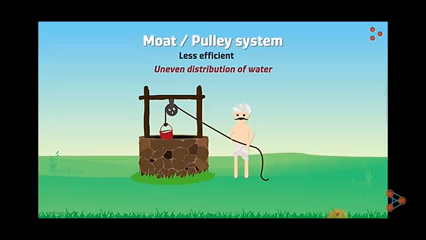 Moat / Pulley system
Less efficient
Uneven distribution of water